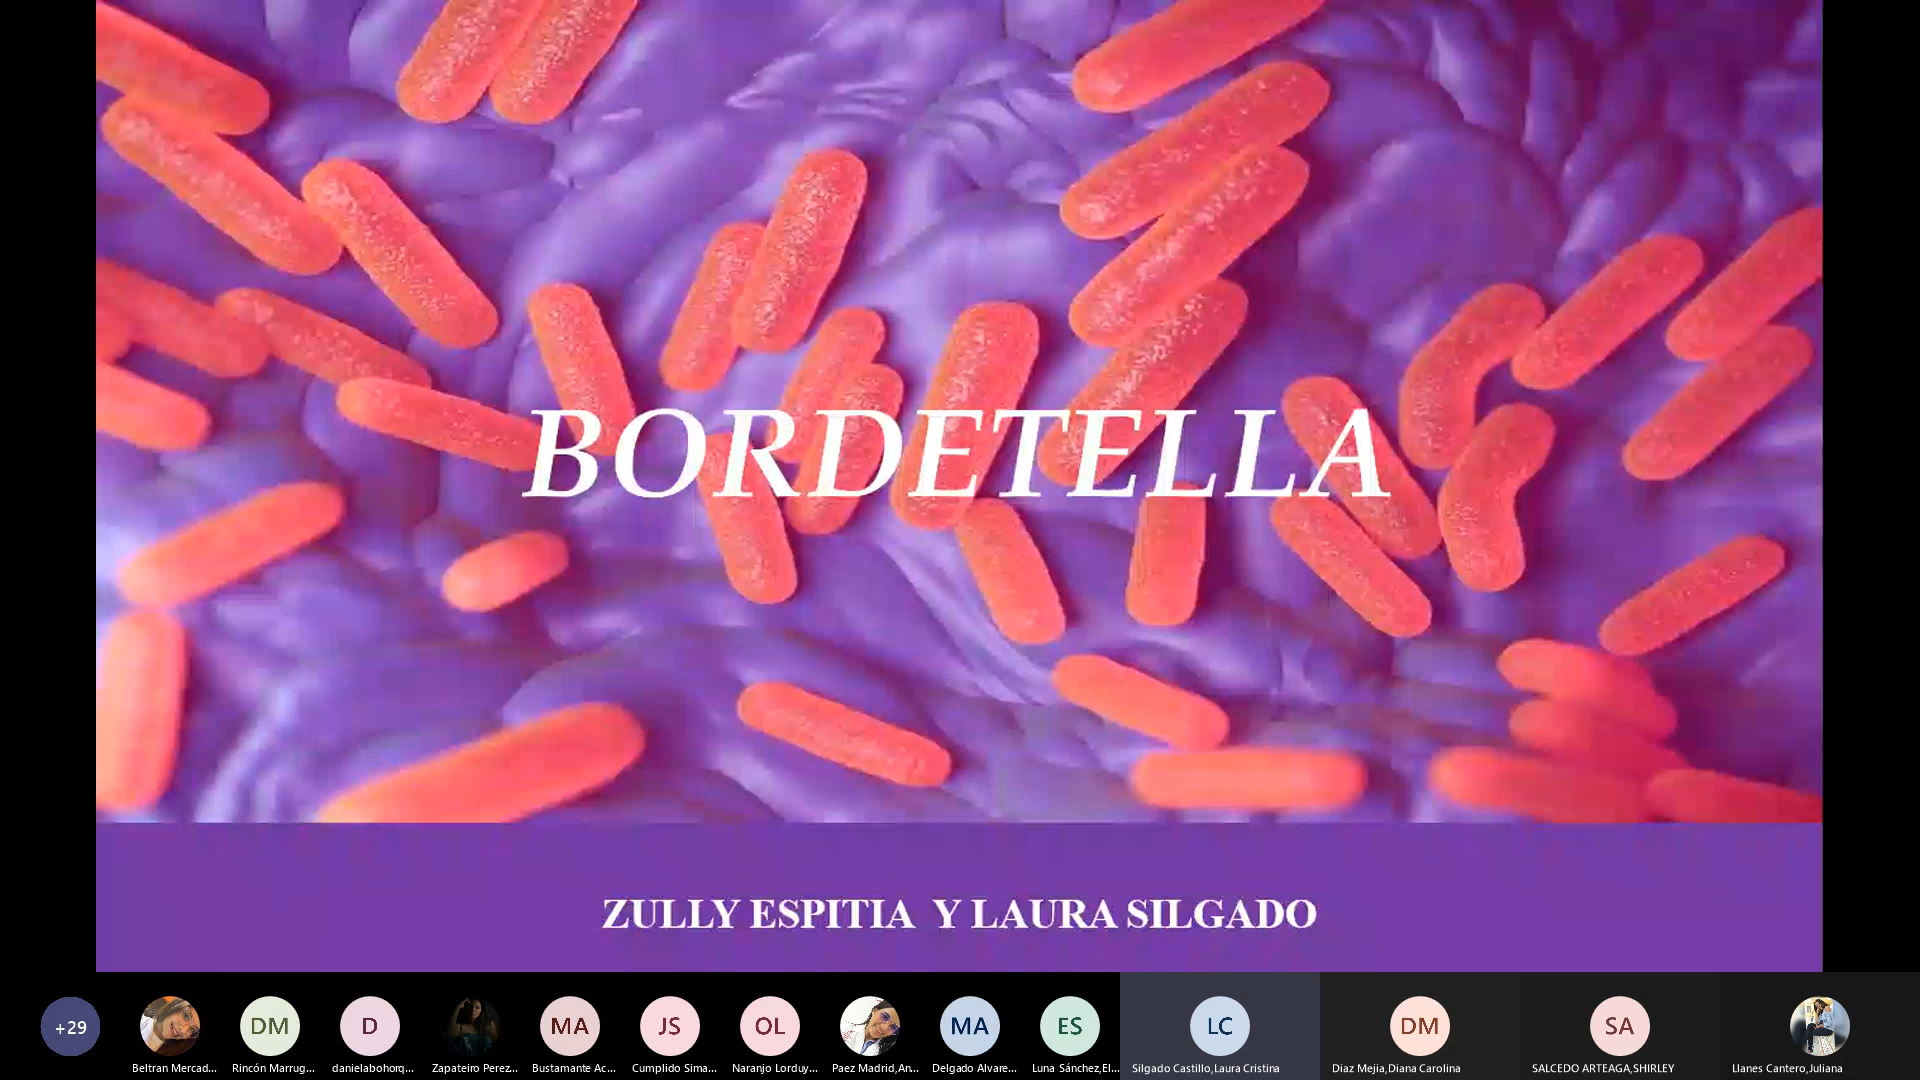 BORDETELLA
ZULLY ESPITIA Y LAURA SILGADO
+29
DM
D
MA
JS
OL
MA
ES
LC
DM
SA
Beltran Mercad...
Rincón Marrug...
danielabohorq...
Zapateiro Perez...
Bustamante Ac...
Cumplido Sima...
Naranjo Lorduy...
Paez Madrid,An...
Delgado Alvare...
Luna Sánchez,El...
Silgado Castillo,Laura Cristina
Diaz Mejia,Diana Carolina
SALCEDO ARTEAGA,SHIRLEY
Llanes Cantero,Juliana